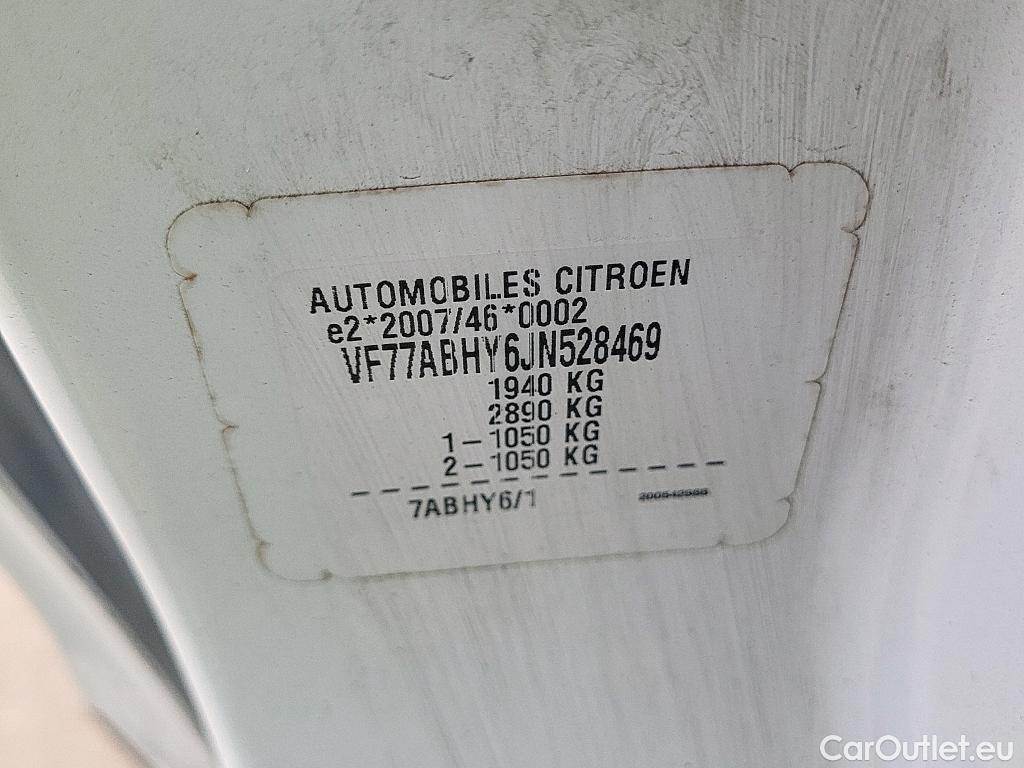 AUTOMOBILES CITROEN
e2*2007/46*0002
VF77ABHY6JN528469
1940 KG
2890 KG
1-1050 KG
2-1050 KG
7ABHY6/1
CarOutlet.eu